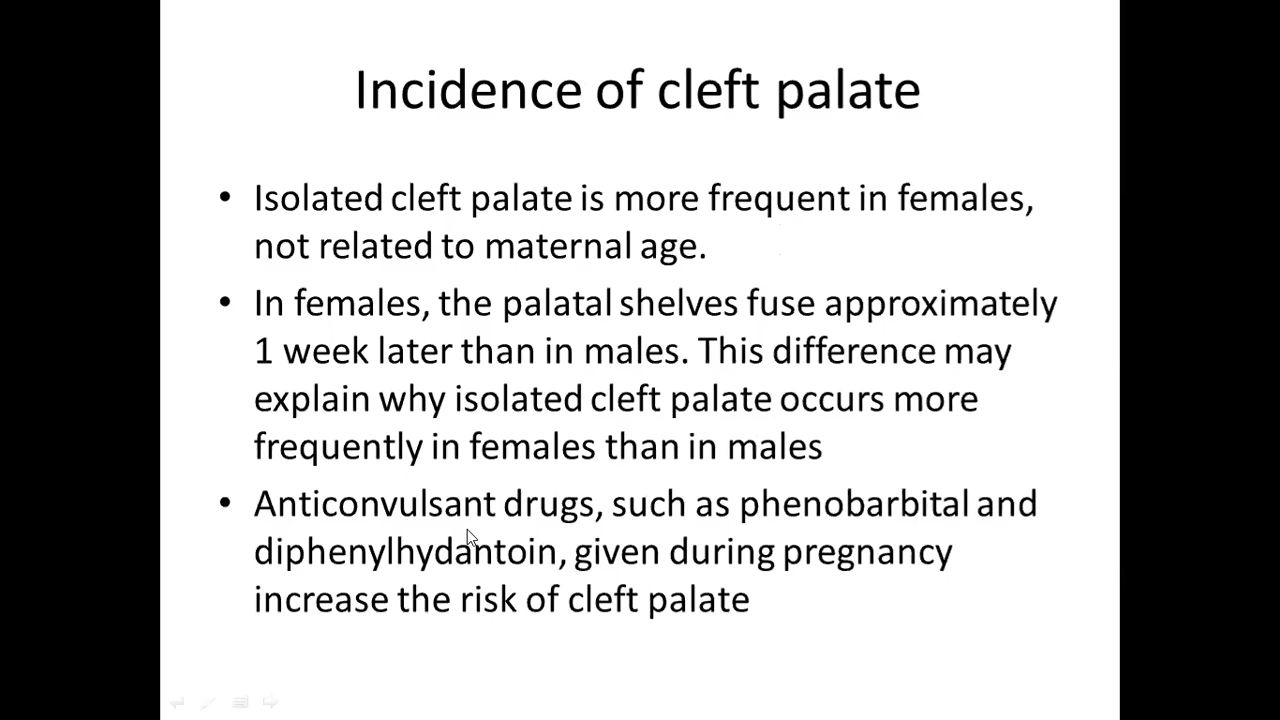 Incidence of cleft palate
• Isolated cleft palate is more frequent in females,
not related to maternal age.
• In females, the palatal shelves fuse approximately
1 week later than in males. This difference may
explain why isolated cleft palate occurs more
frequently in females than in males
• Anticonvulsant drugs, such as phenobarbital and
diphenylhydantoin, given during pregnancy
increase the risk of cleft palate